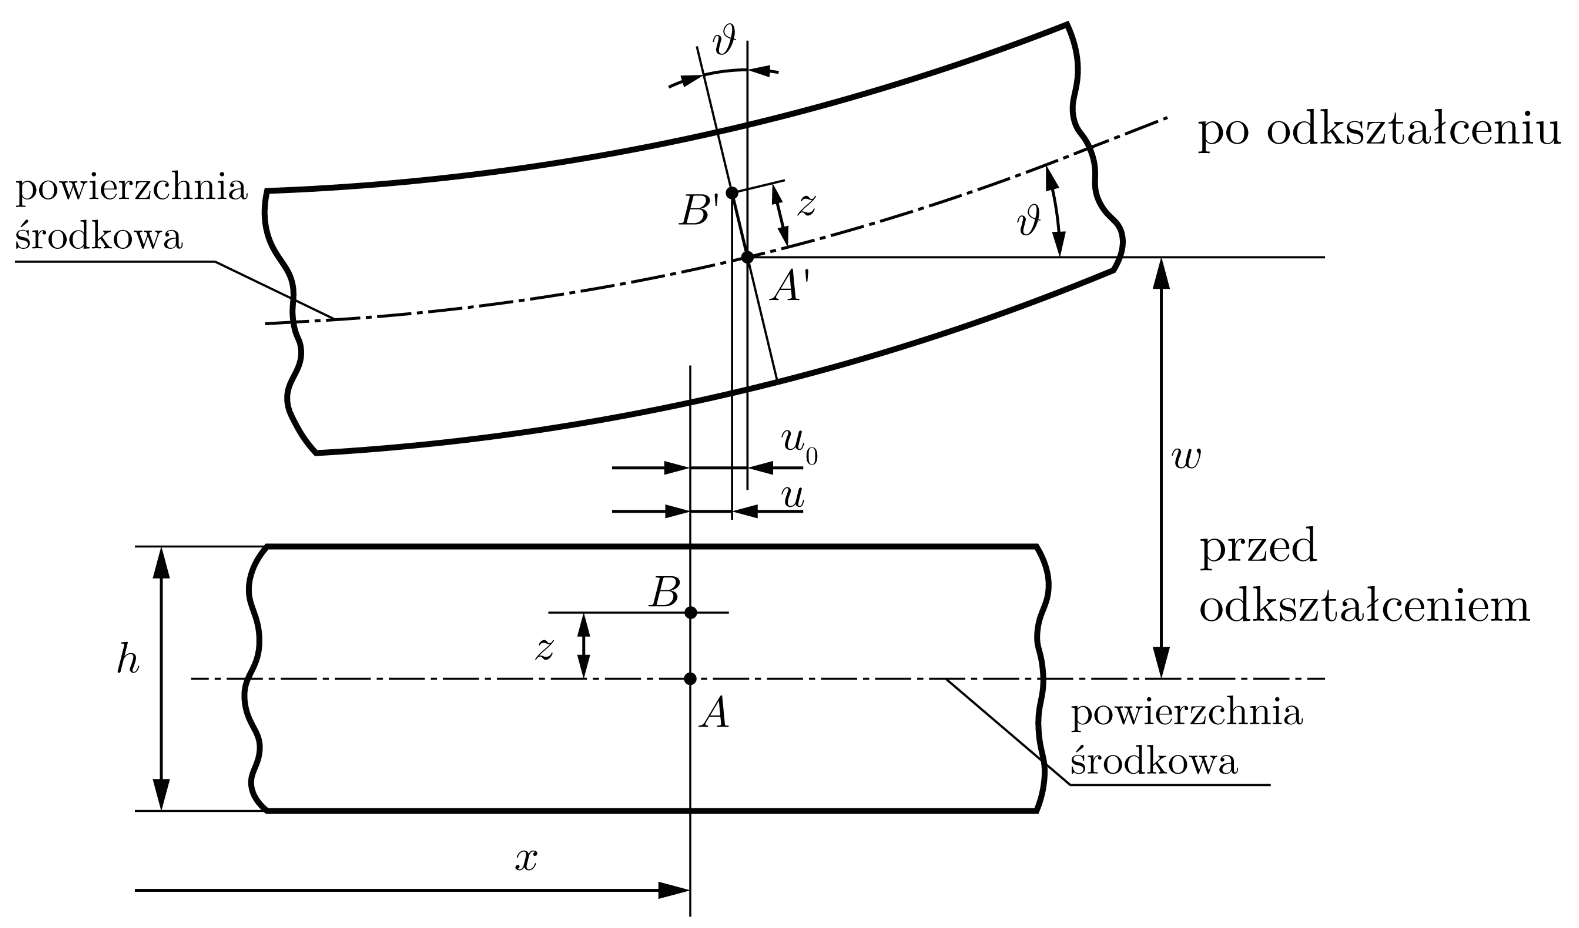 ϑ
po odkształceniu
powierzchnia
środkowa
B'
z
ϑ
A'
u₀
w
u
przed
odkształceniem
B
h
z
A
powierzchnia
środkowa
x